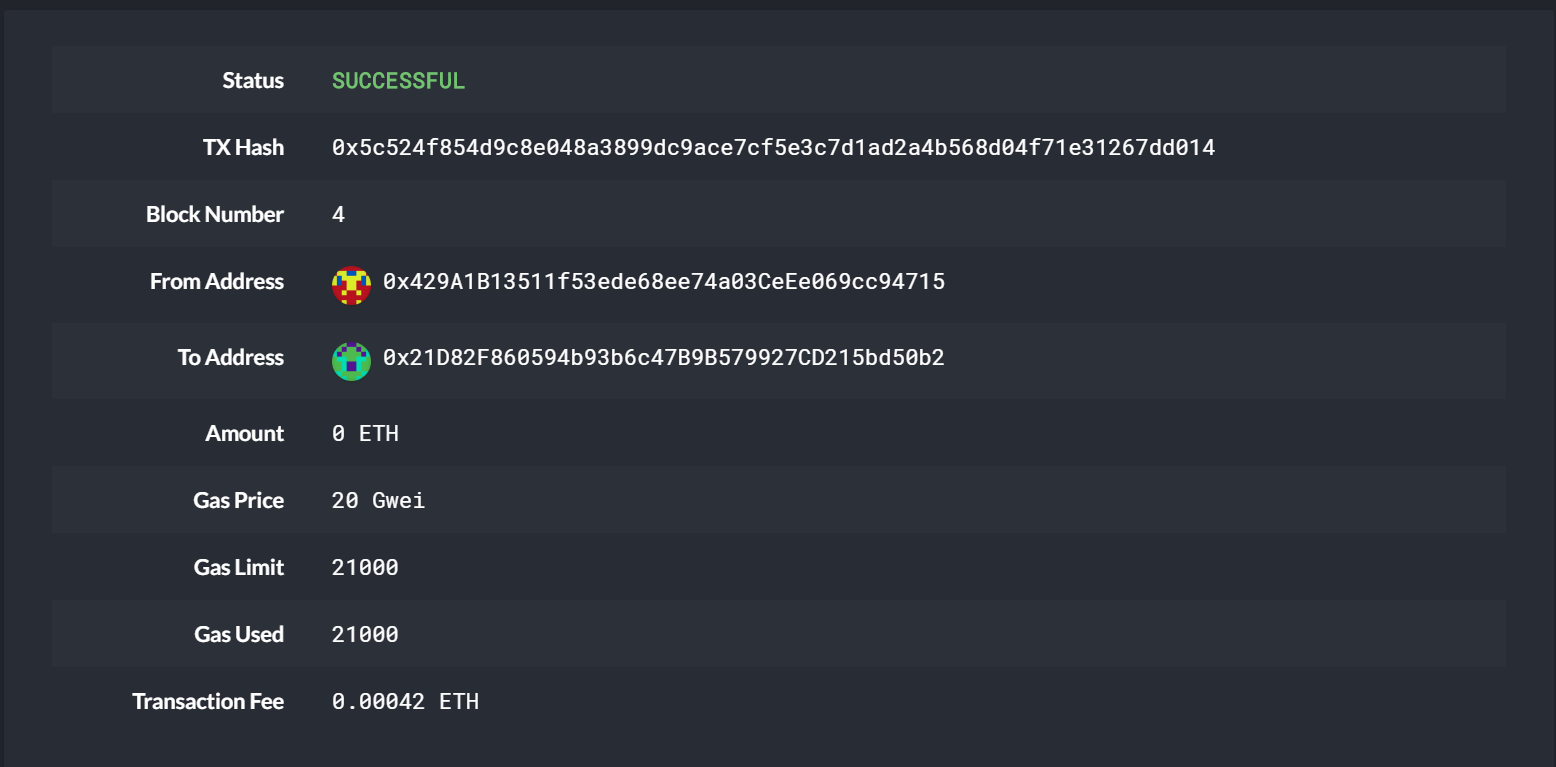 Status SUCCESSFUL
TX Hash 0x5c524f854d9c8e048a3899dc9ace7cf5e3c7d1ad2a4b568d04f71e31267dd014
Block Number 4
From Address 0x429A1B13511f53ede68ee74a03CeEe069cc94715
To Address 0x21D82F860594b93b6c47B9B579927CD215bd50b2
Amount 0 ETH
Gas Price 20 Gwei
Gas Limit 21000
Gas Used 21000
Transaction Fee 0.00042 ETH